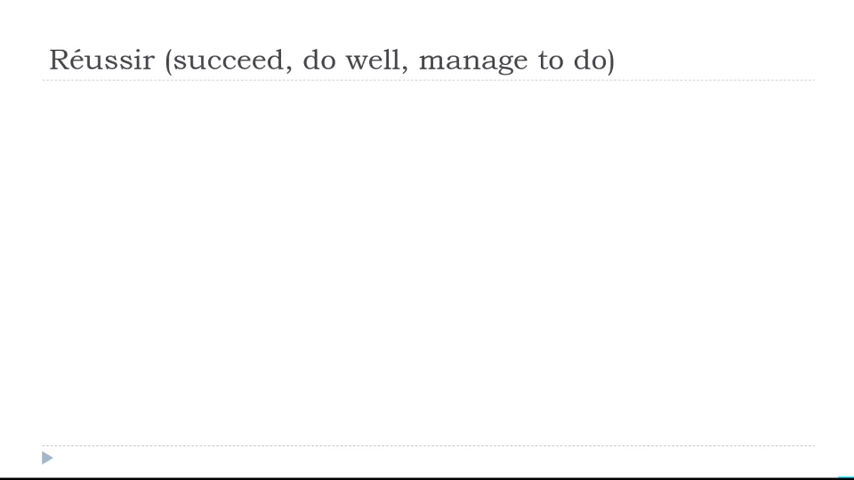 Réussir (succeed, do well, manage to do)